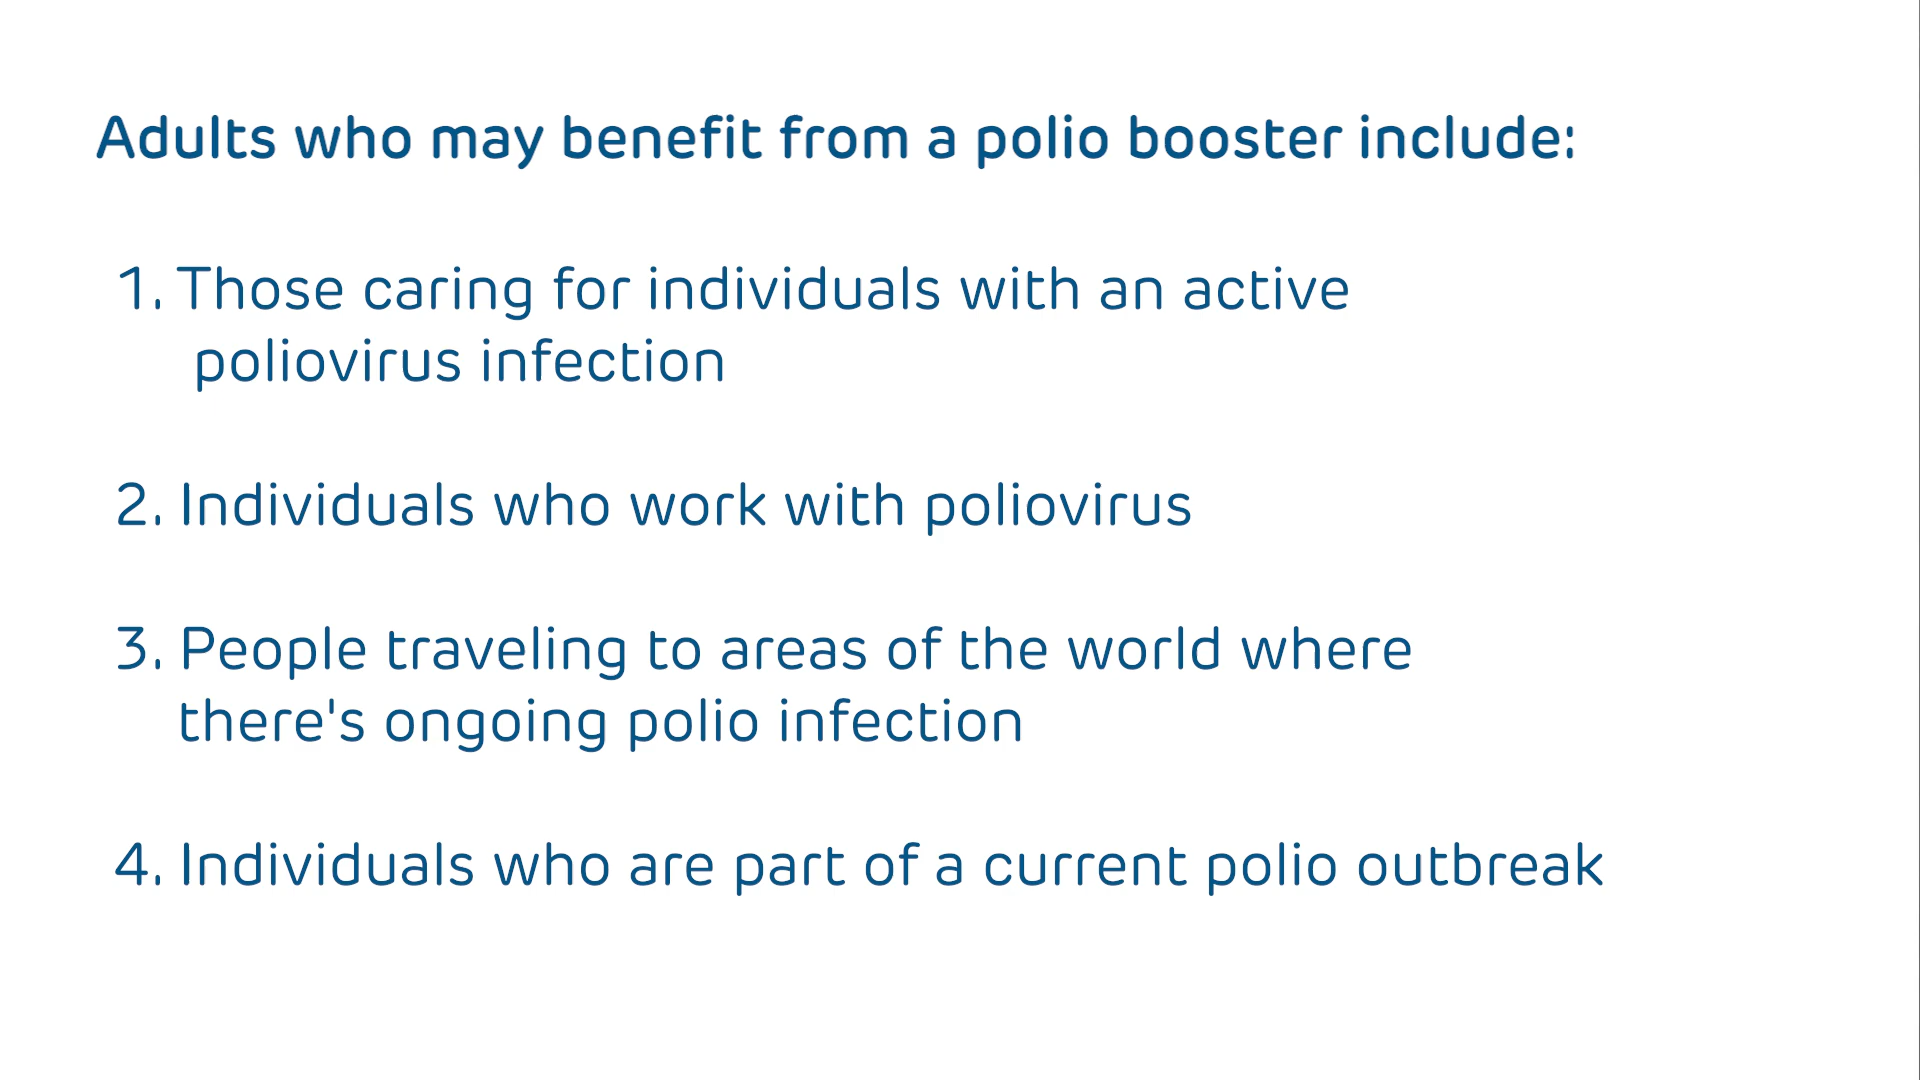 Adults who may benefit from a polio booster include:
1. Those caring for individuals with an active
poliovirus infection
2. Individuals who work with poliovirus
3. People traveling to areas of the world where
there's ongoing polio infection
4. Individuals who are part of a current polio outbreak